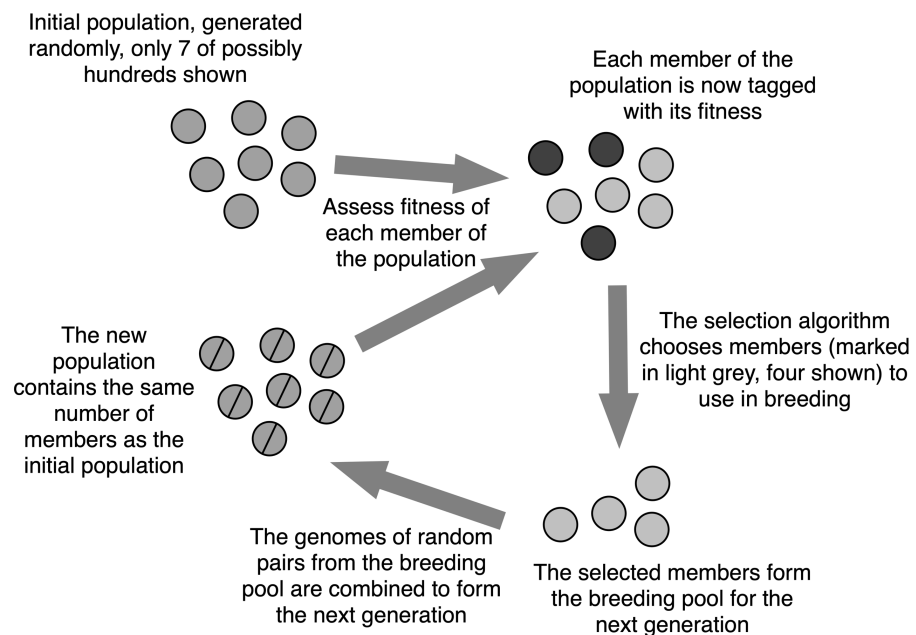 Initial population, generated
randomly, only 7 of possibly
hundreds shown
Each member of the
population is now tagged
with its fitness
Assess fitness of
each member of
the population
The selection algorithm
chooses members (marked
in light grey, four shown) to
use in breeding
The selected members form
the breeding pool for the
next generation
The genomes of random
pairs from the breeding
pool are combined to form
the next generation
The new
population
contains the same
number of
members as the
initial population